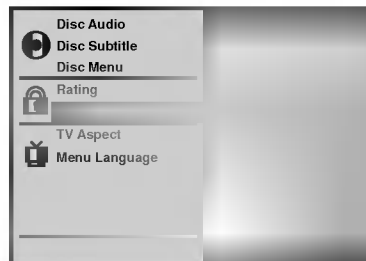 Disc Audio
Disc Subtitle
Disc Menu
Rating
TV Aspect
Menu Language